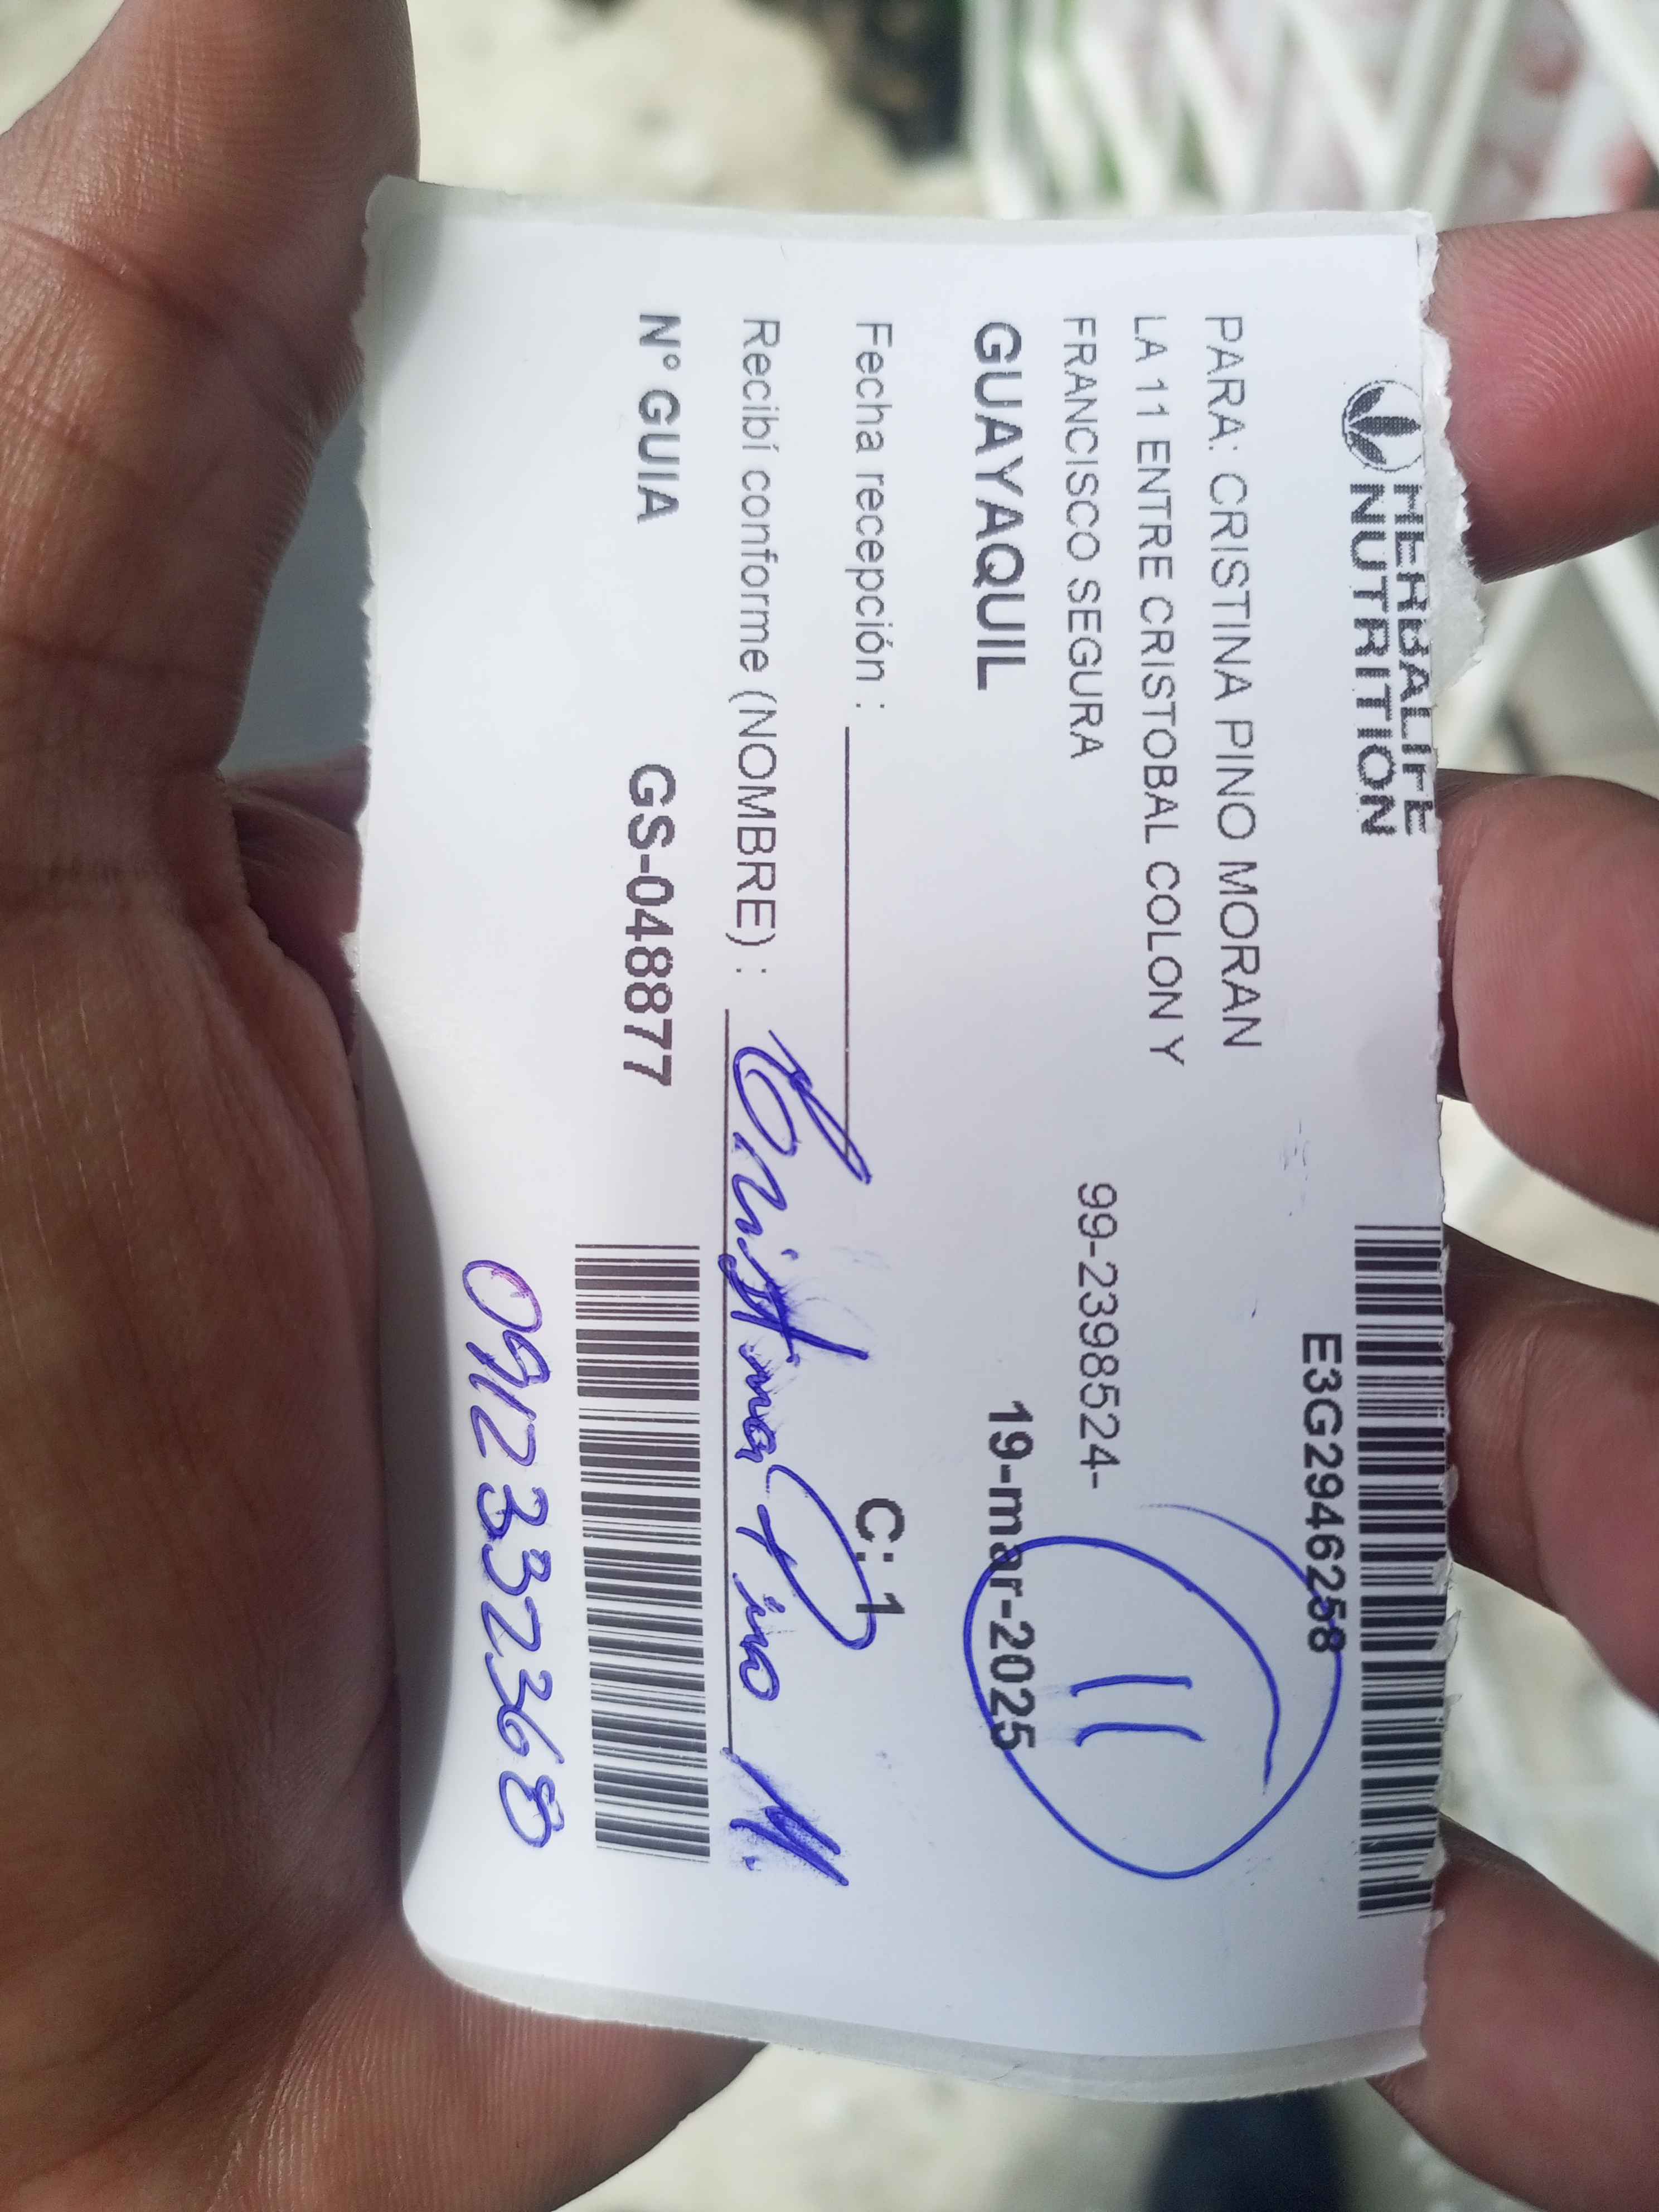 HERBALIFE
NUTRITION
E3G2946258
PARA: CRISTINA PINO MORAN
LA 11 ENTRE CRISTOBAL COLON Y
FRANCISCO SEGURA
99-2398524-
11
GUAYAQUIL
19-mar-2025
Fecha recepción :
C: 1
Recibí conforme (NOMBRE) : Cristina Pino M.
N° GUIA
GS-048877
0912332368